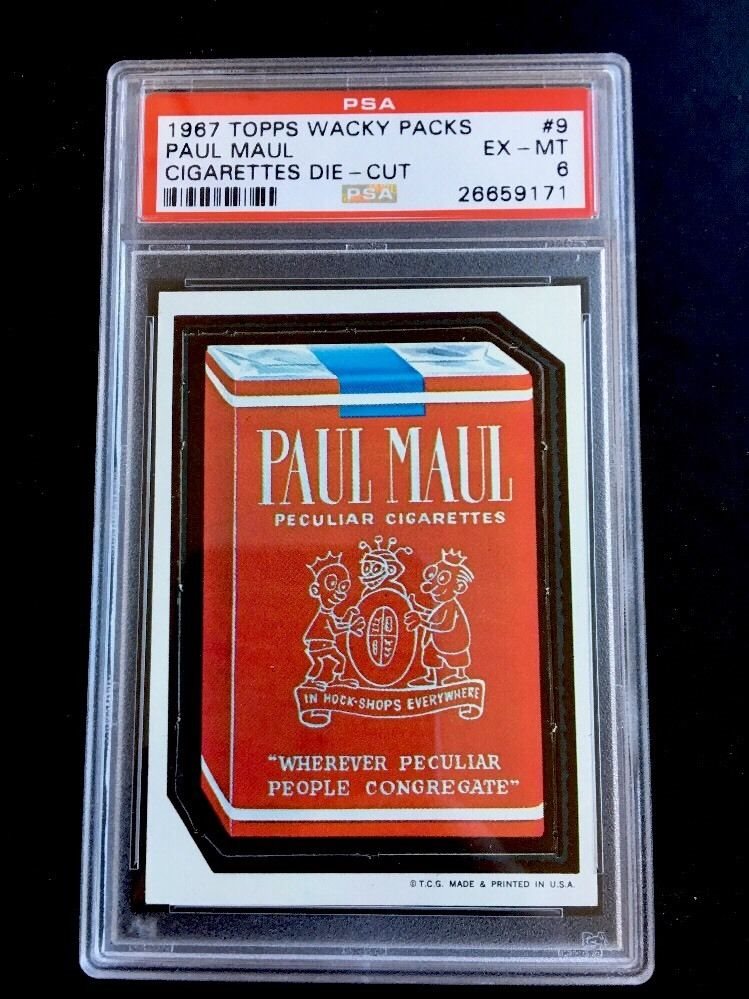 PSA
1967 TOPPS WACKY PACKS #9
PAUL MAUL EX-MT
CIGARETTES DIE-CUT 6
PSA 26659171
PAUL MAUL
PECULIAR CIGARETTES
IN HOCK-SHOPS EVERYWHERE
"WHEREVER PECULIAR
PEOPLE CONGREGATE"
© T.C.G. MADE & PRINTED IN U.S.A.